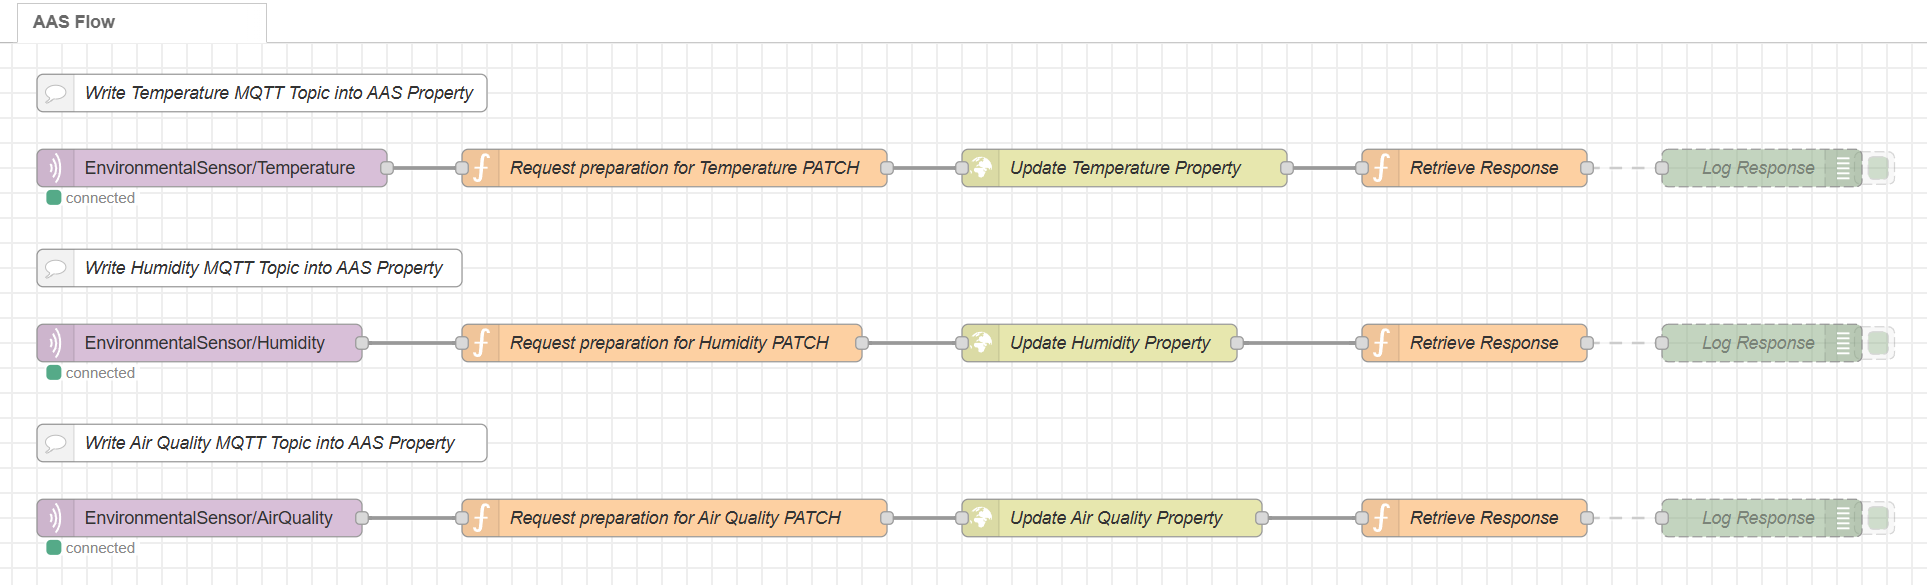 AAS Flow
Write Temperature MQTT Topic into AAS Property
EnvironmentalSensor/Temperature
Request preparation for Temperature PATCH
Update Temperature Property
Retrieve Response
Log Response
connected
Write Humidity MQTT Topic into AAS Property
EnvironmentalSensor/Humidity
Request preparation for Humidity PATCH
Update Humidity Property
Retrieve Response
Log Response
connected
Write Air Quality MQTT Topic into AAS Property
EnvironmentalSensor/AirQuality
Request preparation for Air Quality PATCH
Update Air Quality Property
Retrieve Response
Log Response
connected